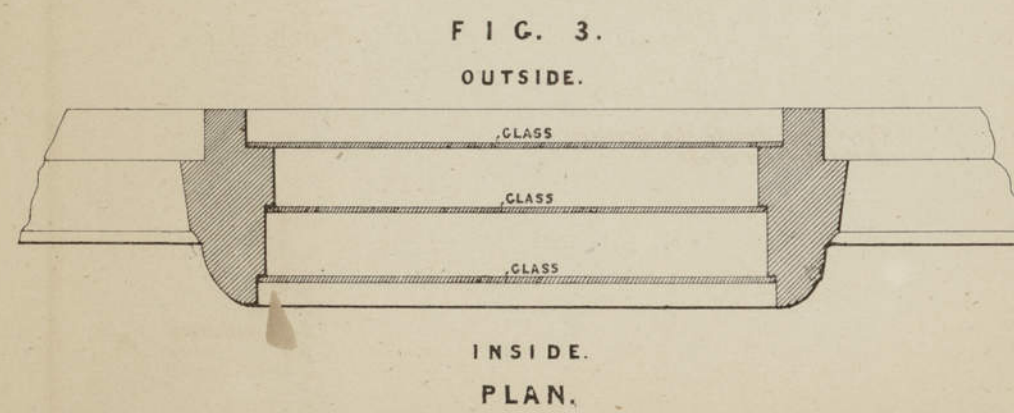 FIG. 3.
OUTSIDE.
GLASS
GLASS
GLASS
INSIDE.
PLAN.